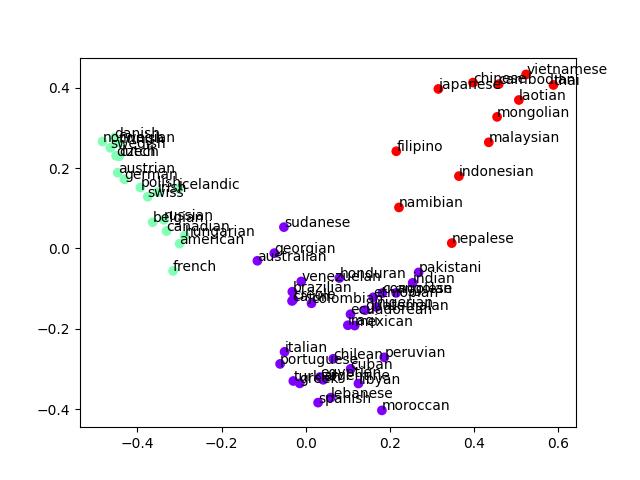 vietnamese
chinese
cambodian
thai
japanese
laotian
mongolian
malaysian
filipino
indonesian
namibian
nepalese
danish
norwegian
swedish
czech
austrian
german
polish
irish
icelandic
swiss
russian
belgian
canadian
hungarian
american
french
sudanese
georgian
australian
pakistani
honduran
venezuelan
indian
brazilian
congolese
ethiopian
colombian
nigerian
ecuadorean
iraqi
mexican
italian
portuguese
chilean
peruvian
cuban
egyptian
turkish
greek
libyan
lebanese
spanish
moroccan
0.4
0.2
0.0
−0.2
−0.4
−0.4
−0.2
0.0
0.2
0.4
0.6